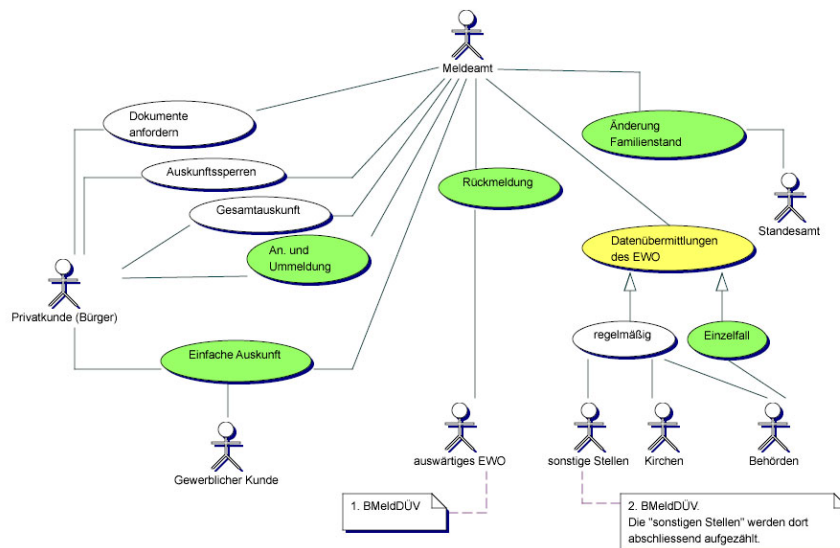 Meldeamt
Dokumente
anfordern
Änderung
Familienstand
Auskunftssperren
Rückmeldung
Gesamtauskunft
Standesamt
An. und
Ummeldung
Datenübermittlungen
des EWO
Privatkunde (Bürger)
regelmäßig
Einzelfall
Einfache Auskunft
auswärtiges EWO
sonstige Stellen
Kirchen
Behörden
Gewerblicher Kunde
1. BMeldDÜV
2. BMeldDÜV.
Die "sonstigen Stellen" werden dort
abschliessend aufgezählt.